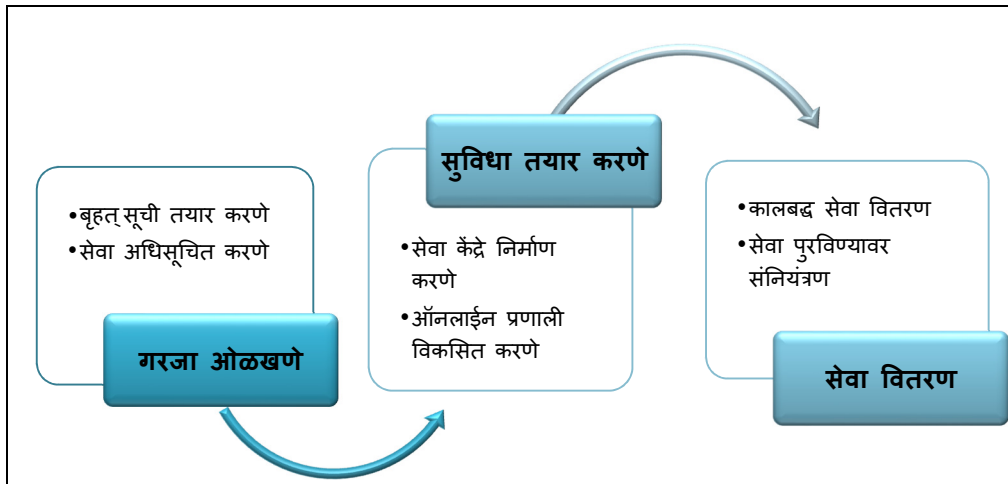 •बृहत् सूची तयार करणे
•सेवा अधिसूचित करणे
गरजा ओळखणे
सुविधा तयार करणे
•सेवा केंद्रे निर्माण
करणे
•ऑनलाईन प्रणाली
विकसित करणे
•कालबद्ध सेवा वितरण
•सेवा पुरविण्यावर
संनियंत्रण
सेवा वितरण